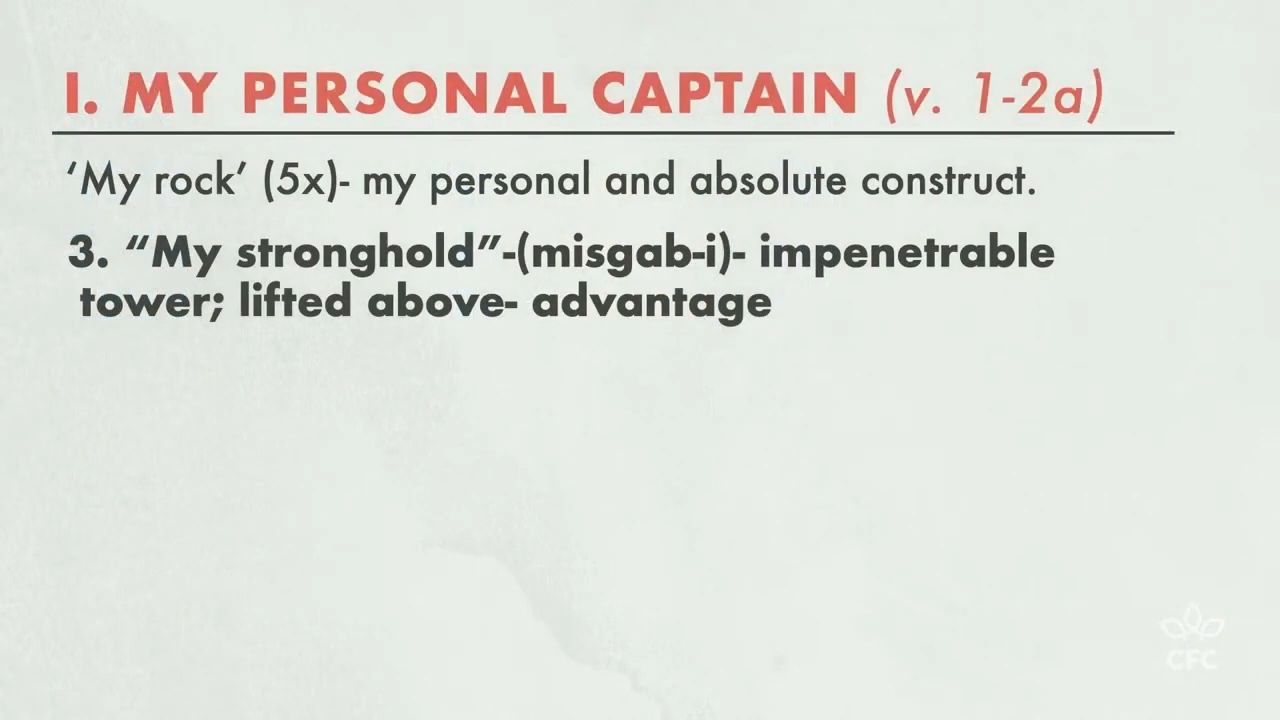 I. MY PERSONAL CAPTAIN (v. 1-2a)
‘My rock’ (5x)- my personal and absolute construct.
3. “My stronghold”-(misgab-i)- impenetrable
tower; lifted above- advantage
CFC